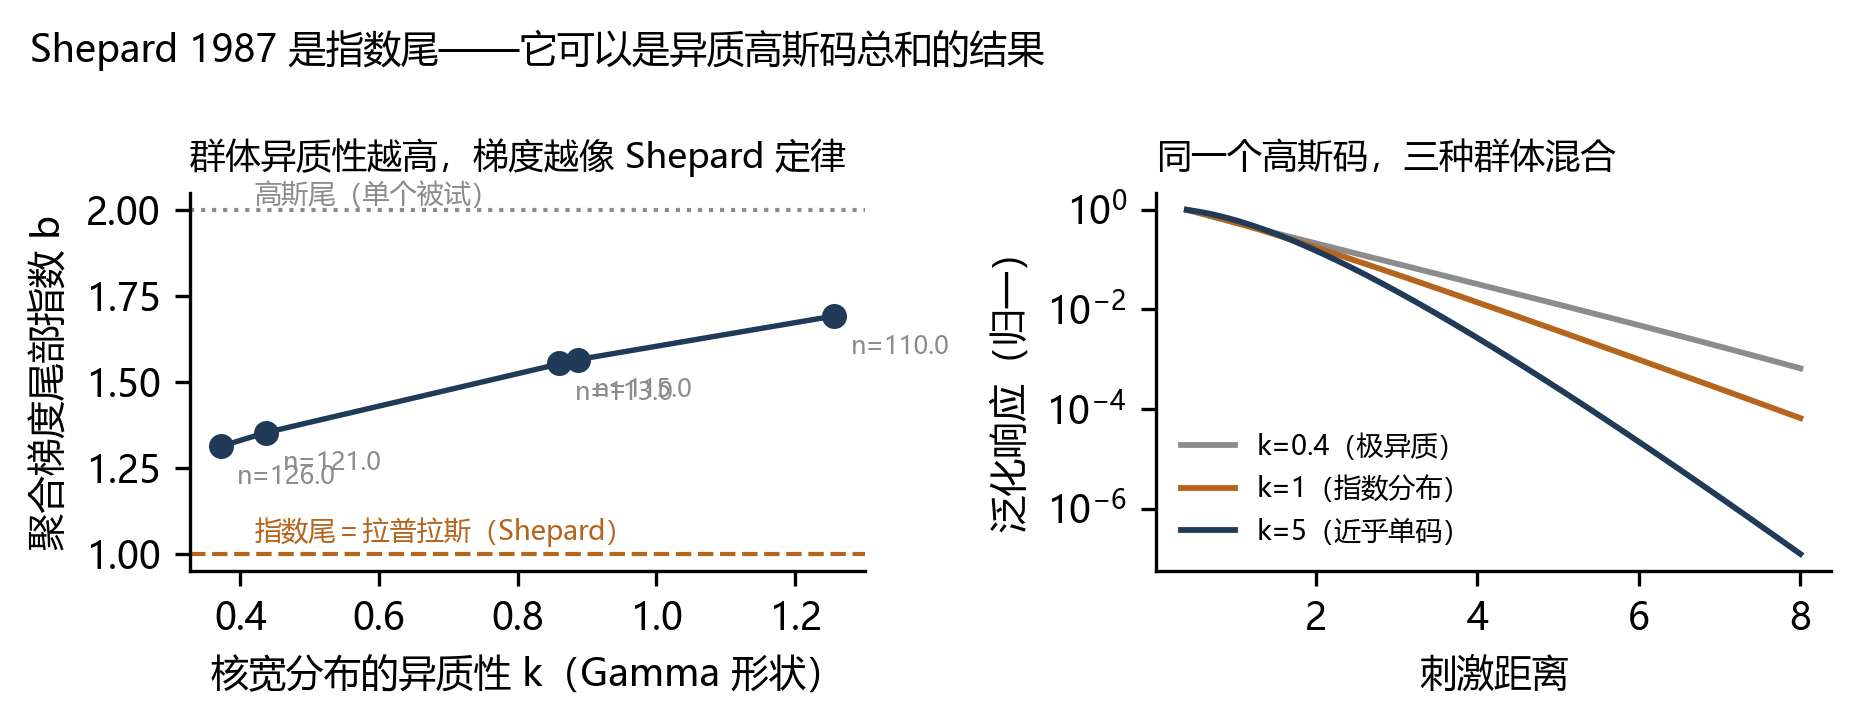 Shepard 1987 是指数尾——它可以是异质高斯码总和的结果
群体异质性越高，梯度越像 Shepard 定律
高斯尾（单个被试）
聚合梯度尾部指数 b
2.00
1.75
1.50
1.25
1.00
n=126.0
n=121.0
n=113.0
n=115.0
n=110.0
指数尾＝拉普拉斯（Shepard）
0.4 0.6 0.8 1.0 1.2
核宽分布的异质性 k（Gamma 形状）
同一个高斯码，三种群体混合
泛化响应（归一）
10⁰
10⁻²
10⁻⁴
10⁻⁶
k=0.4（极异质）
k=1（指数分布）
k=5（近乎单码）
2 4 6 8
刺激距离